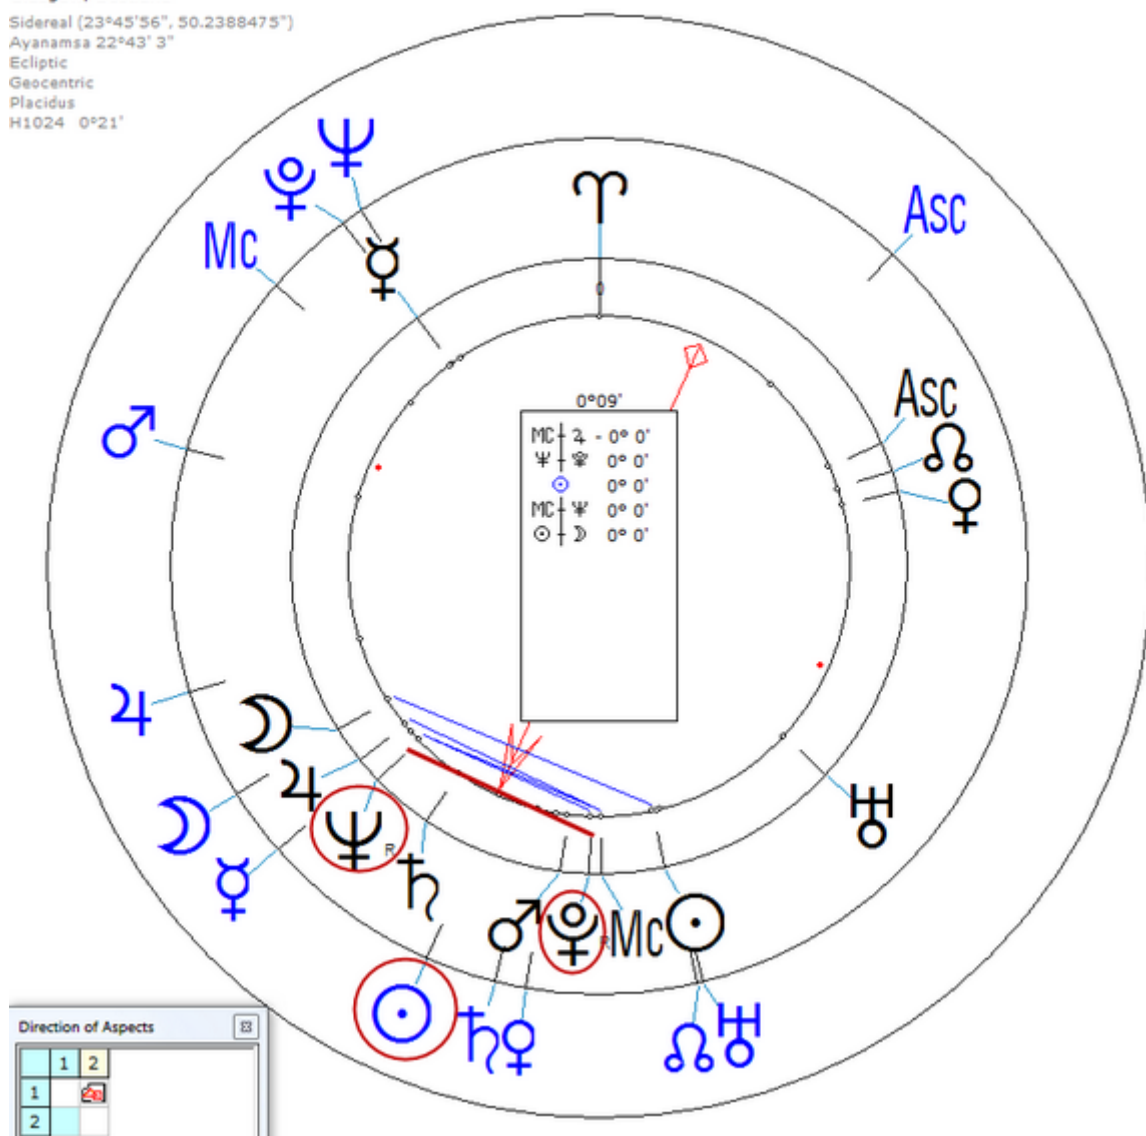 Sidereal (23°45'56", 50.2388475")
Ayanamsa 22°43' 3"
Ecliptic
Geocentric
Placidus
H1024 0°21'
♆
♇
♈
Mc
☿
Asc
Asc
☊
♀
0
0°09'
MC ♃ - 0° 0'
♆ ♇ 0° 0'
☉ 0° 0'
MC ♆ 0° 0'
☉ ☽ 0° 0'
♂
♃
☽
♃
♆ R
☽
☿
♄
♅
♂
♇ R
Mc
☉
☉
♄
♀
☊
♅
Direction of Aspects
1 2
1
2